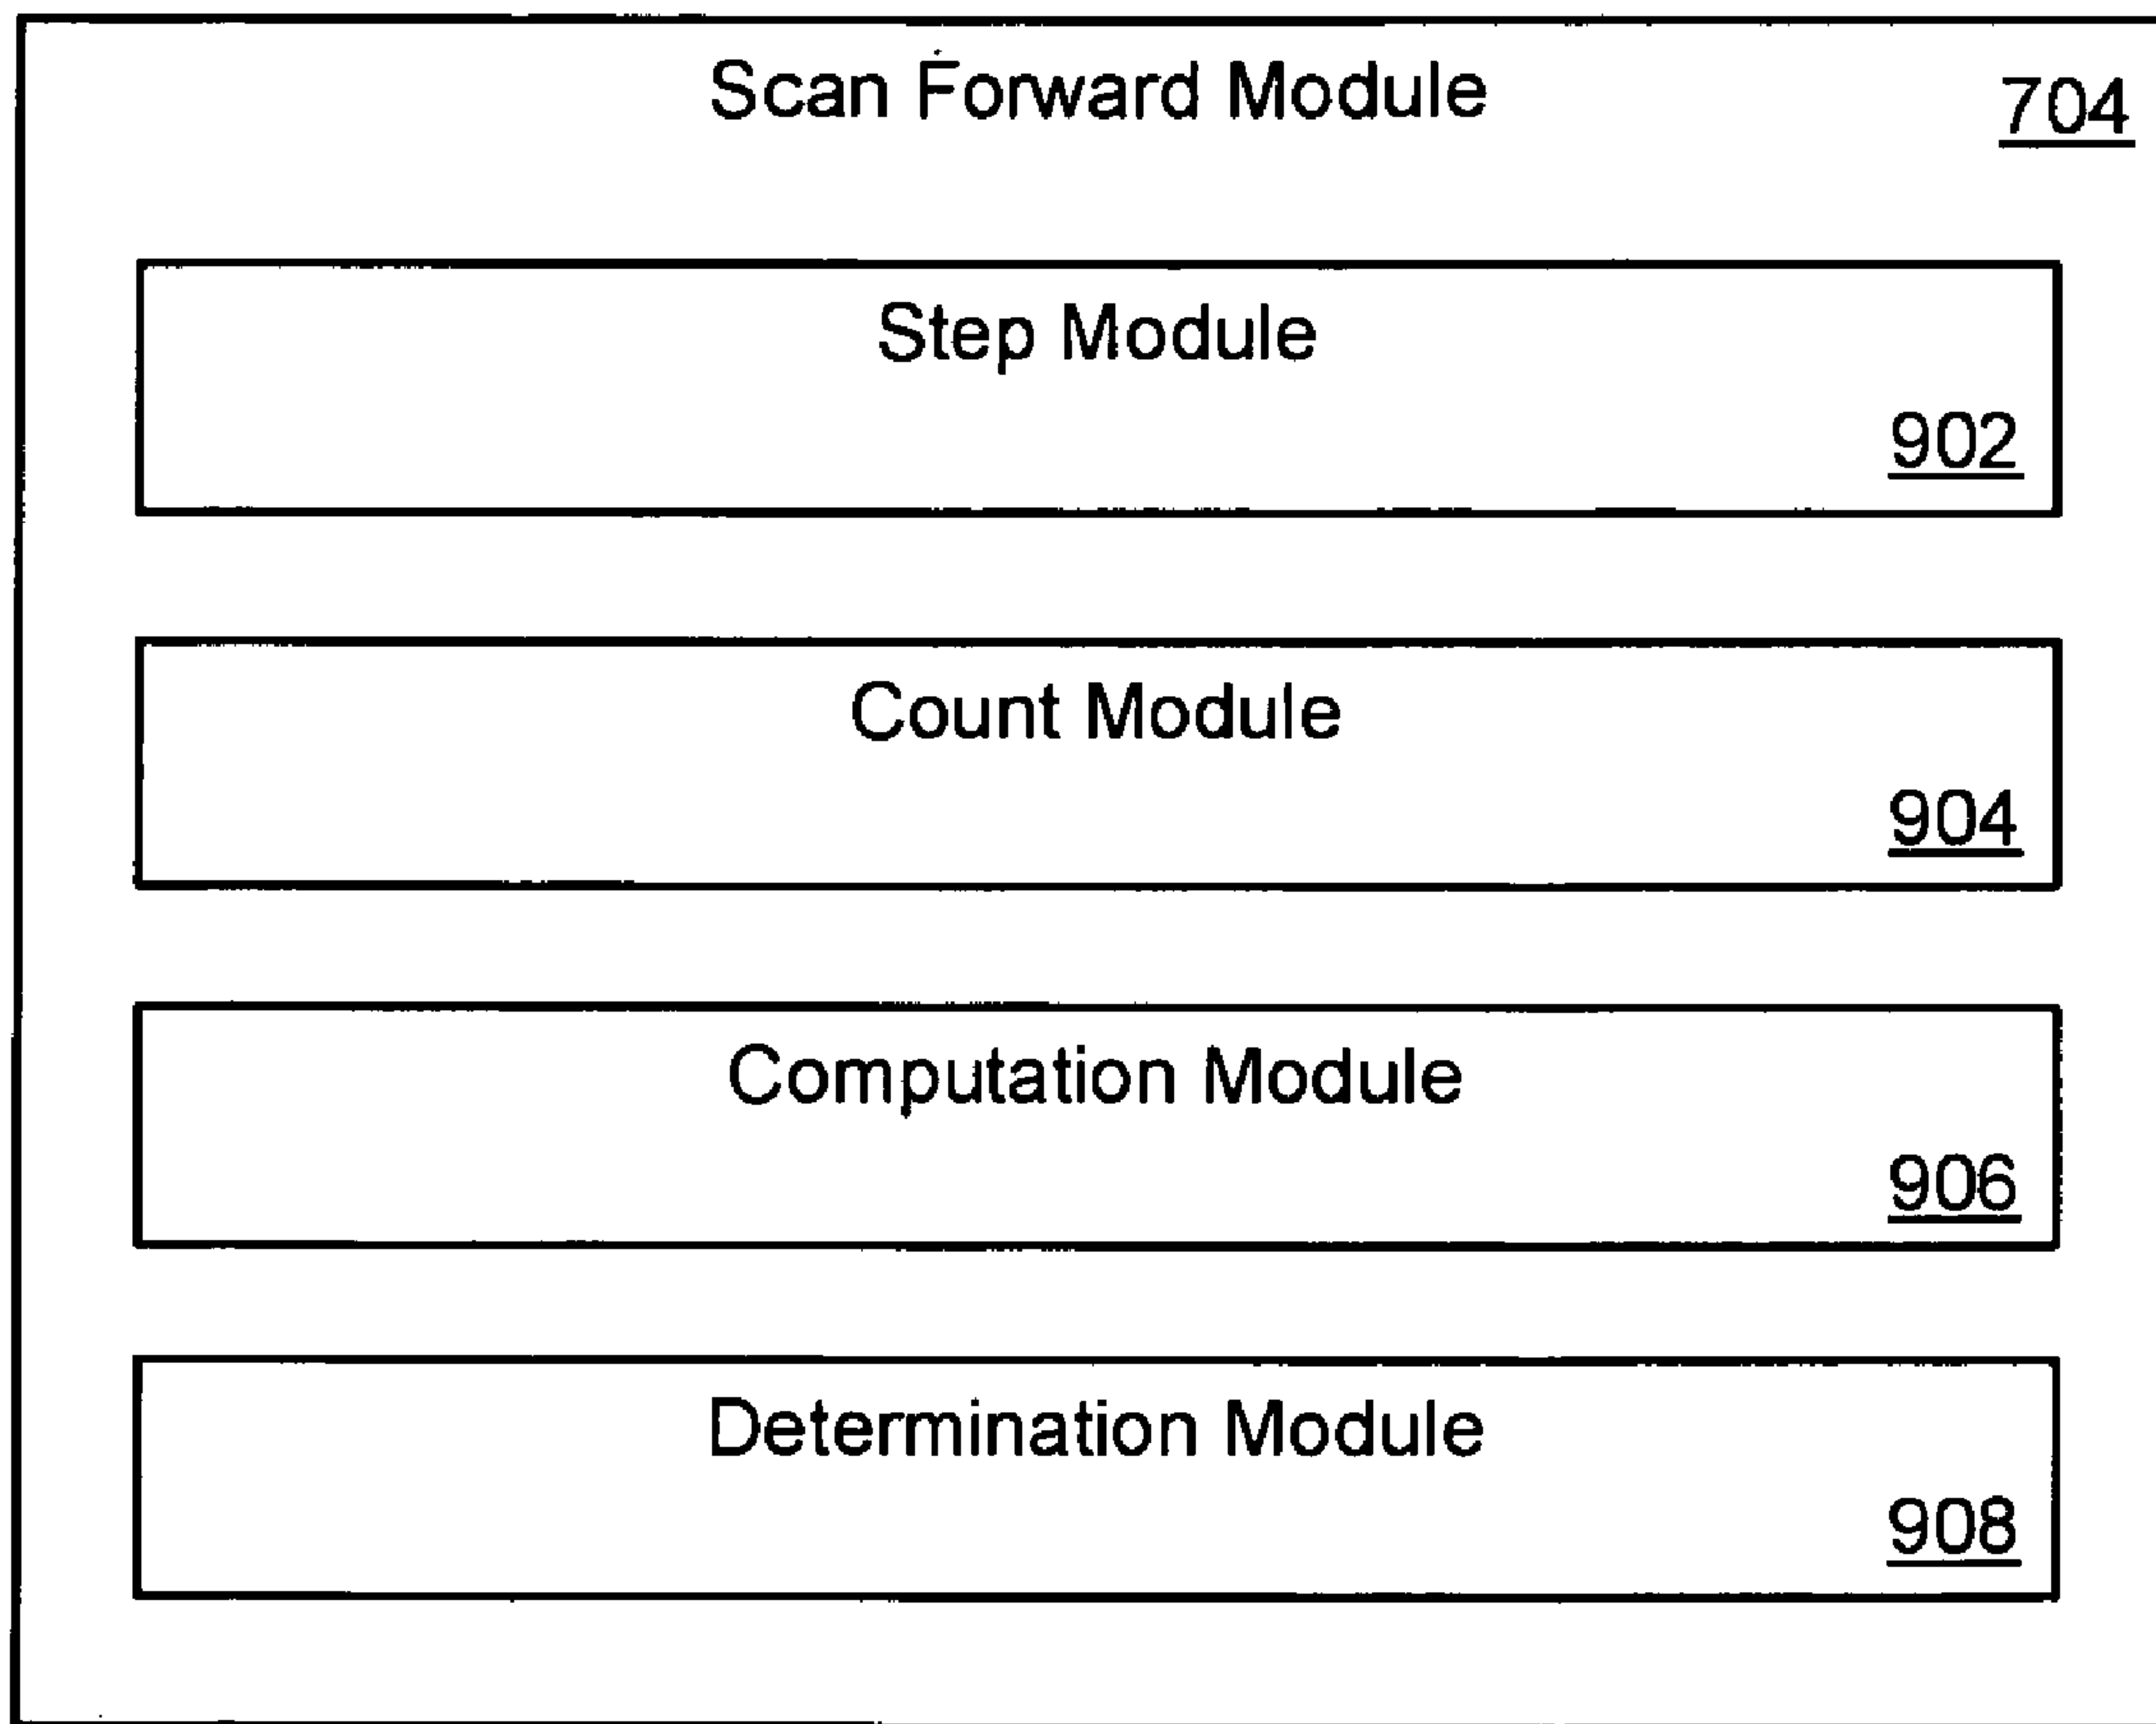 Scan Forward Module 704
Step Module
902
Count Module
904
Computation Module
906
Determination Module
908